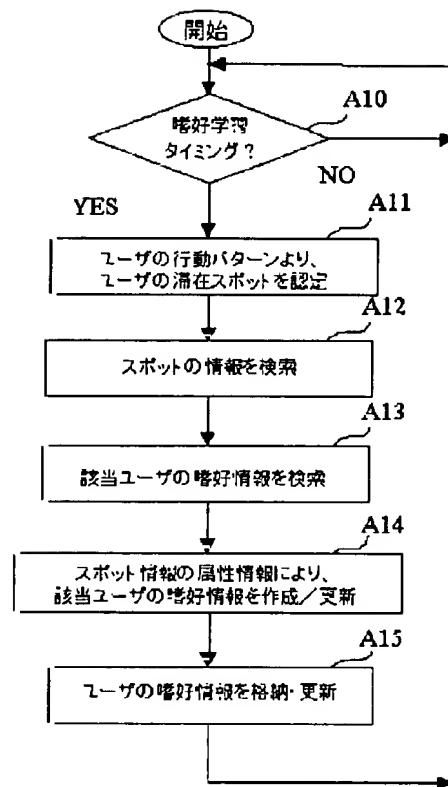 開始
A10
嗜好学習
タイミング？
NO
YES
A11
ユーザの行動パターンより、
ユーザの滞在スポットを認定
A12
スポットの情報を検索
A13
該当ユーザの嗜好情報を検索
A14
スポット情報の属性情報により、
該当ユーザの嗜好情報を作成／更新
A15
ユーザの嗜好情報を格納・更新